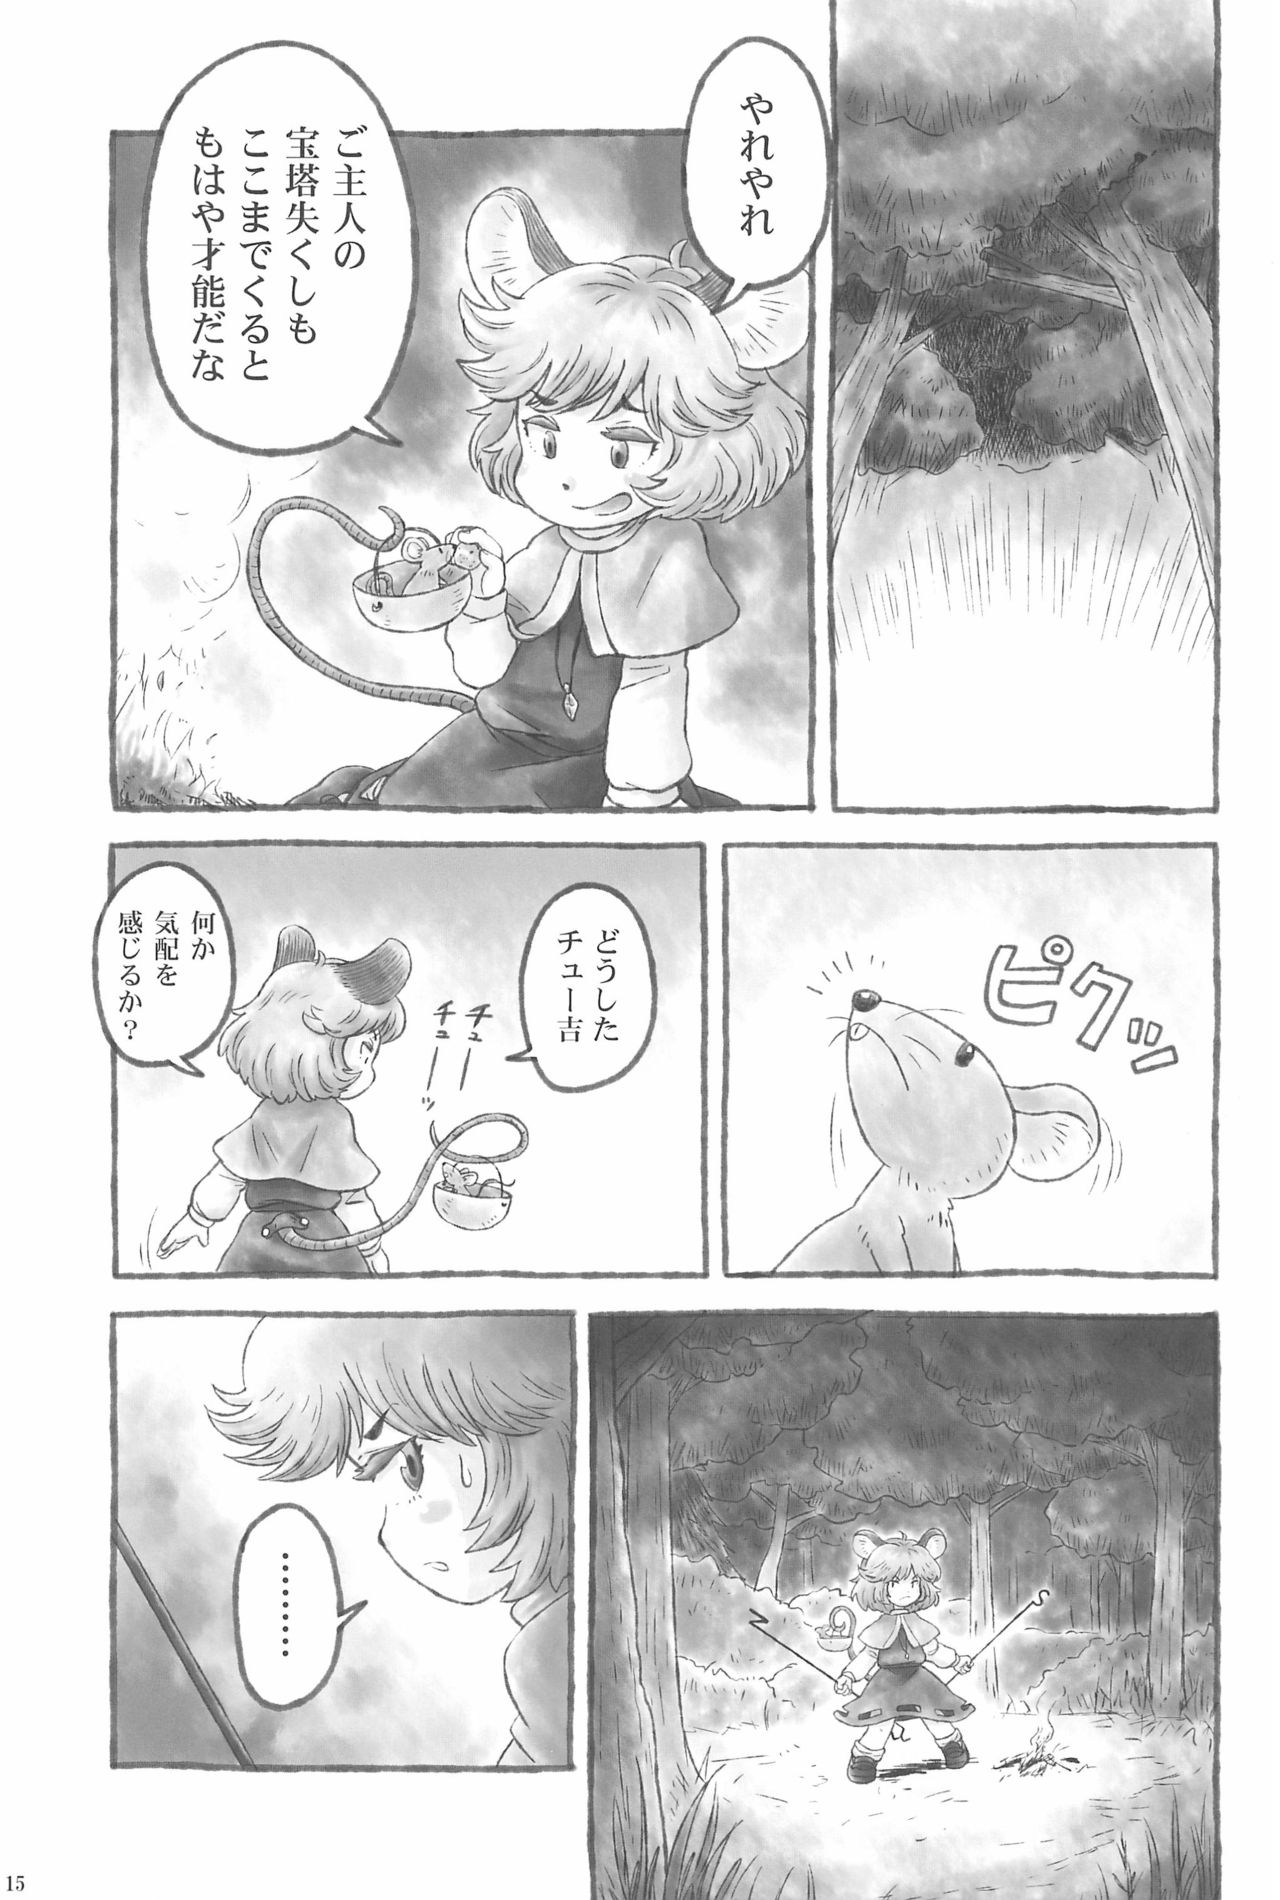 やれやれ
ご主人の
宝塔失くしも
ここまでくると
もはや才能だな
ピクッ
どうした
チュー吉
チュー
チューッ
何か
気配を
感じるか？
N
S
………
15